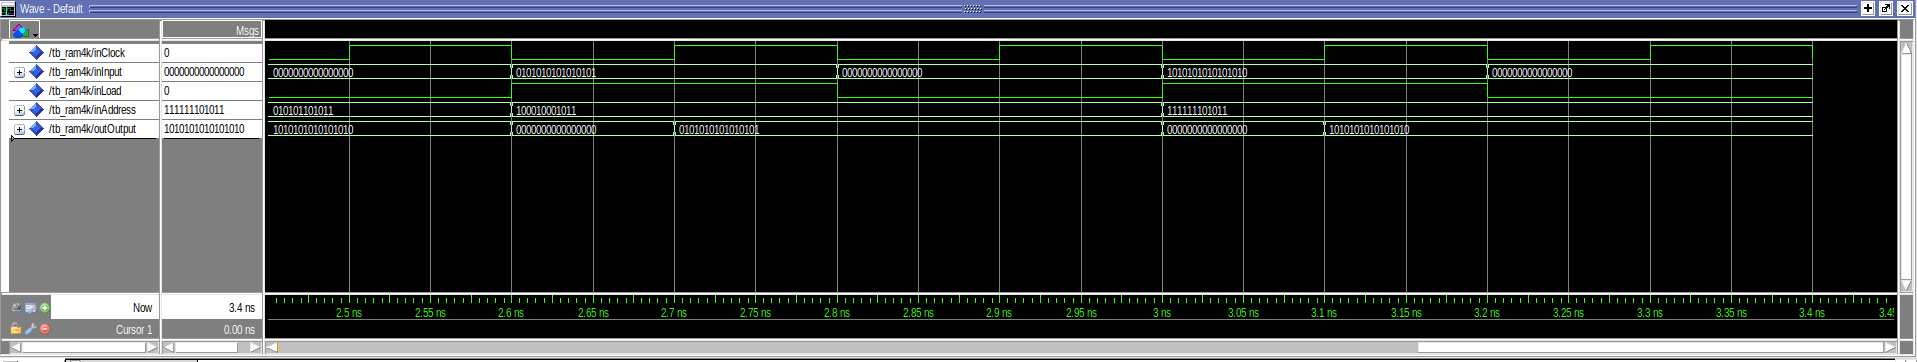 Wave - Default
Msgs
/tb_ram4k/inClock 0
/tb_ram4k/inInput 0000000000000000 0000000000000000 0101010101010101 0000000000000000 1010101010101010 0000000000000000
/tb_ram4k/inLoad 0
/tb_ram4k/inAddress 111111101011 010101101011 100010001011 111111101011
/tb_ram4k/outOutput 1010101010101010 1010101010101010 0000000000000000 0101010101010101 0000000000000000 1010101010101010
Now 3.4 ns
2.5 ns 2.55 ns 2.6 ns 2.65 ns 2.7 ns 2.75 ns 2.8 ns 2.85 ns 2.9 ns 2.95 ns 3 ns 3.05 ns 3.1 ns 3.15 ns 3.2 ns 3.25 ns 3.3 ns 3.35 ns 3.4 ns
Cursor 1 0.00 ns